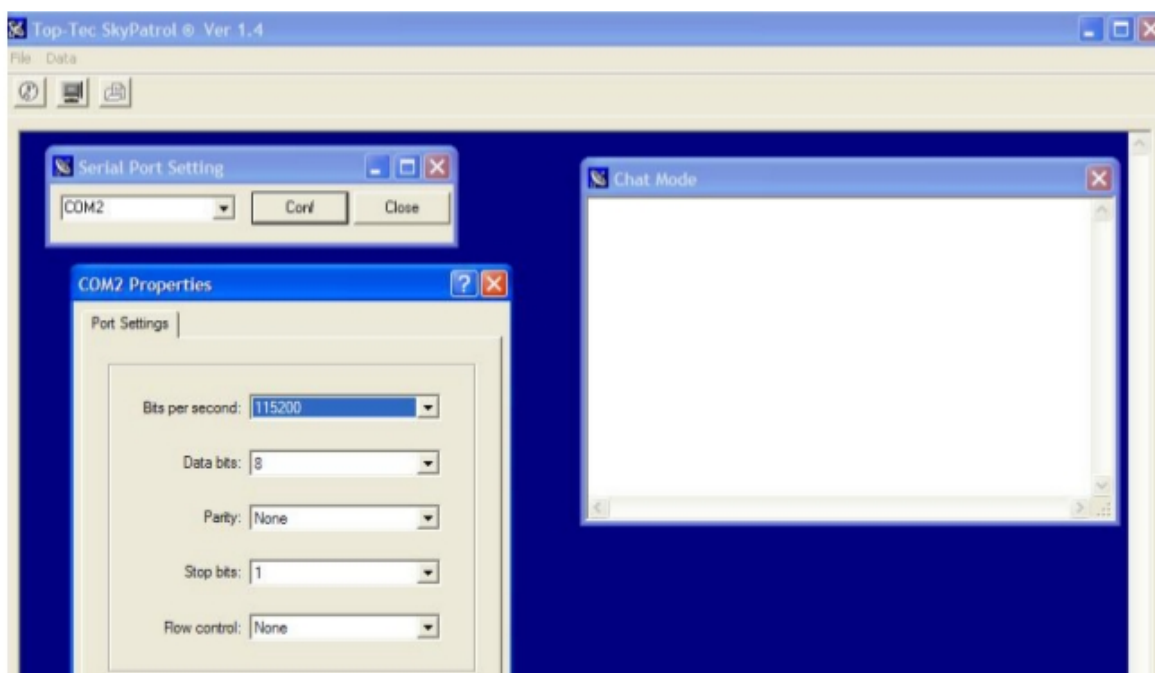 Top-Tec SkyPatrol ® Ver 1.4
File Data
Serial Port Setting
COM2
Conf
Close
Chat Mode
COM2 Properties
Port Settings
Bits per second: 115200
Data bits: 8
Parity: None
Stop bits: 1
Flow control: None